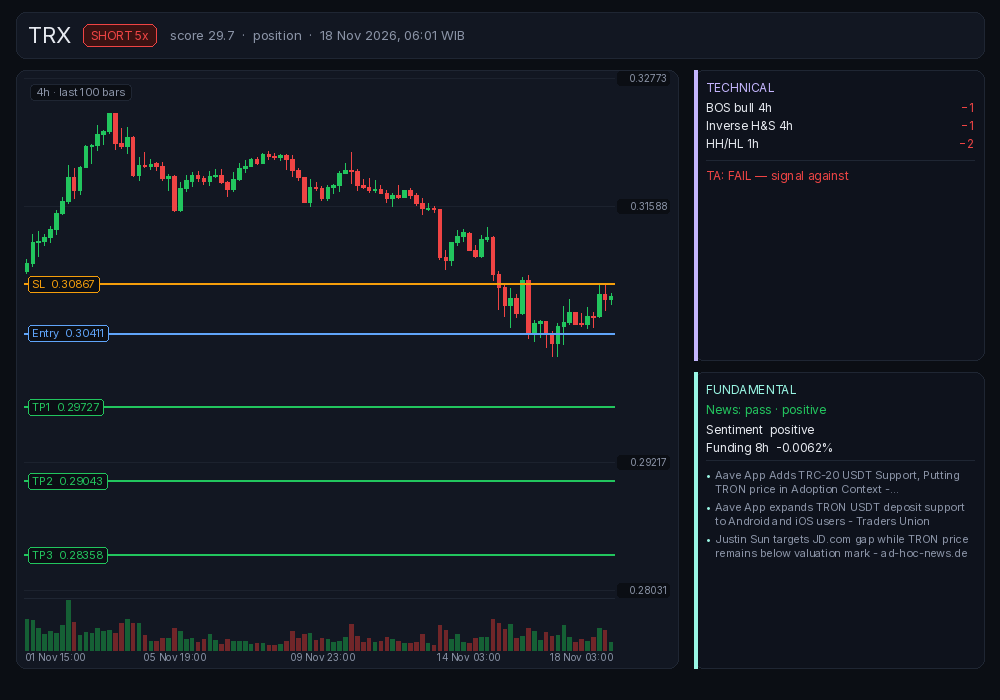 TRX SHORT 5x score 29.7 · position · 18 Nov 2026, 06:01 WIB
4h · last 100 bars
0.32773
0.31588
SL 0.30867
Entry 0.30411
TP1 0.29727
0.29217
TP2 0.29043
TP3 0.28358
0.28031
01 Nov 15:00 05 Nov 19:00 09 Nov 23:00 14 Nov 03:00 18 Nov 03:00
TECHNICAL
BOS bull 4h −1
Inverse H&S 4h −1
HH/HL 1h −2
TA: FAIL — signal against
FUNDAMENTAL
News: pass · positive
Sentiment positive
Funding 8h -0.0062%
• Aave App Adds TRC-20 USDT Support, Putting
TRON price in Adoption Context -...
• Aave App expands TRON USDT deposit support
to Android and iOS users - Traders Union
• Justin Sun targets JD.com gap while TRON price
remains below valuation mark - ad-hoc-news.de